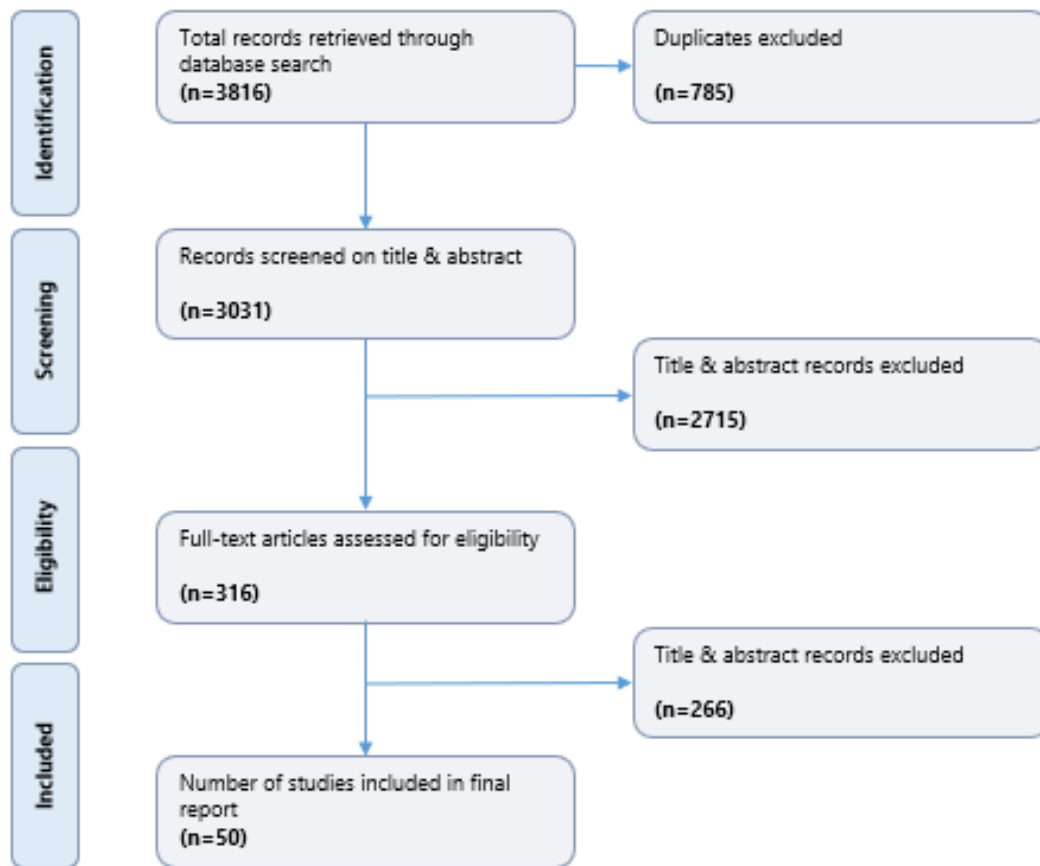 Identification
Total records retrieved through
database search
(n=3816)
Duplicates excluded
(n=785)
Screening
Records screened on title & abstract
(n=3031)
Title & abstract records excluded
(n=2715)
Eligibility
Full-text articles assessed for eligibility
(n=316)
Title & abstract records excluded
(n=266)
Included
Number of studies included in final
report
(n=50)